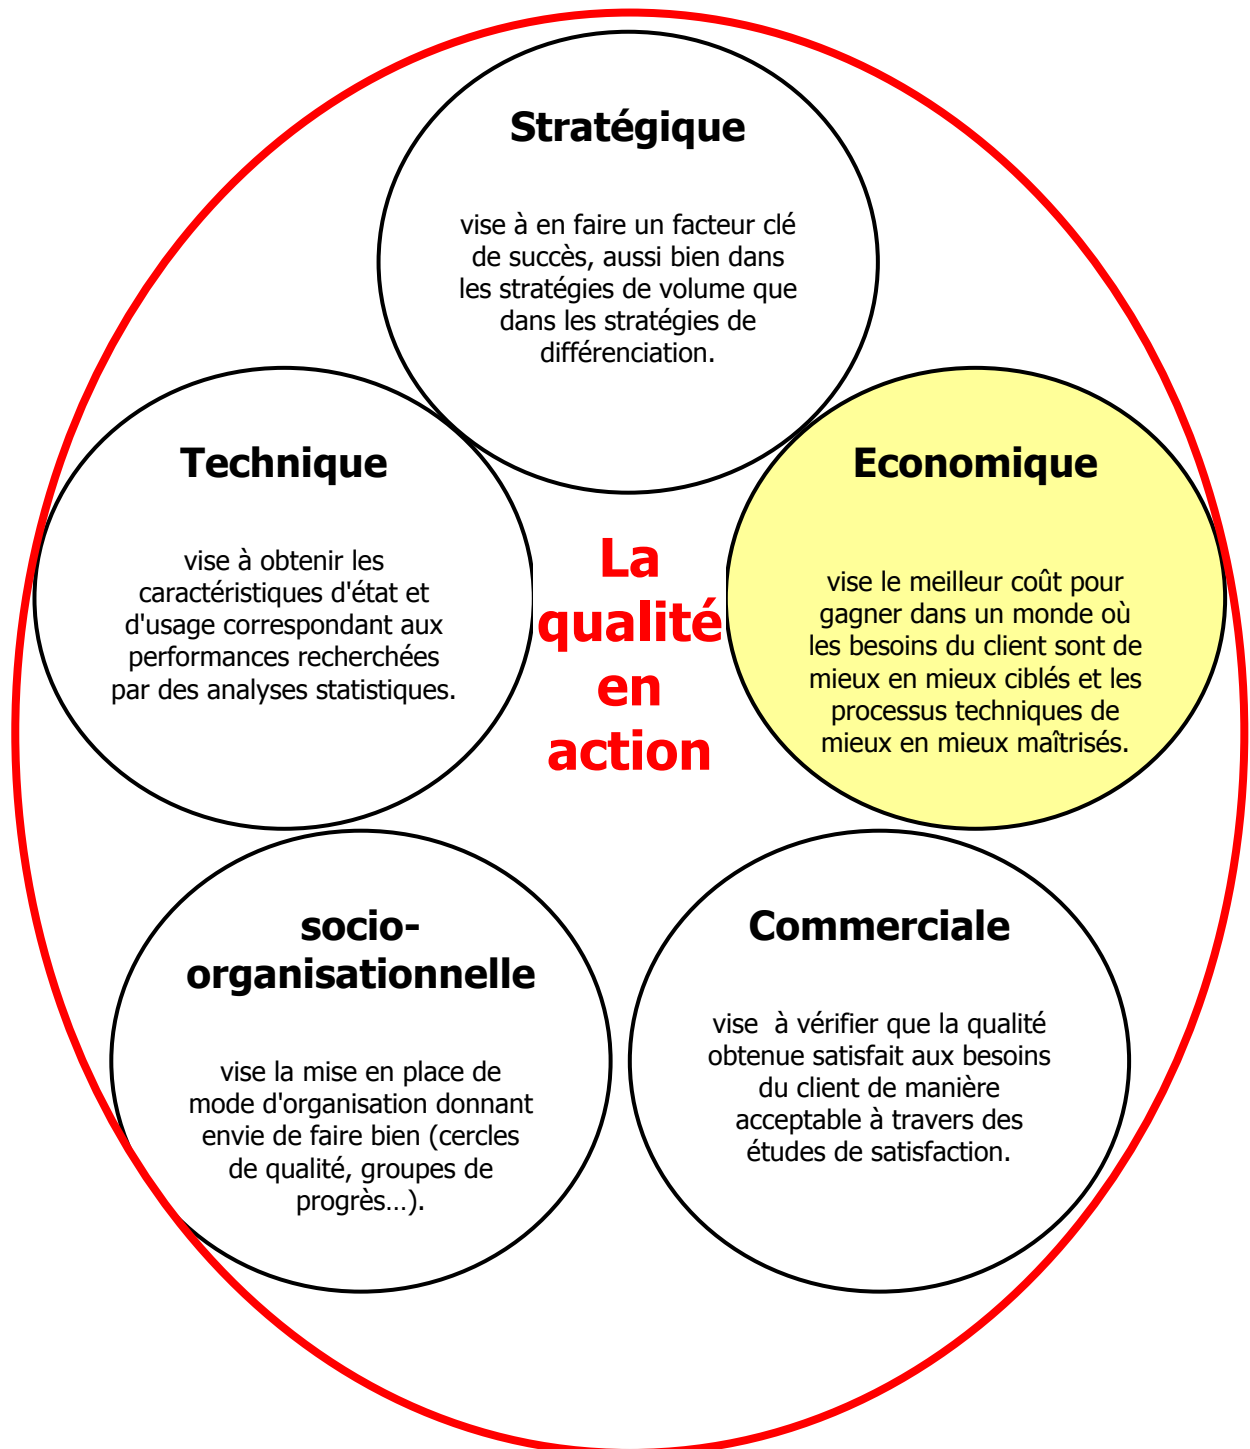 Stratégique
vise à en faire un facteur clé
de succès, aussi bien dans
les stratégies de volume que
dans les stratégies de
différenciation.
Technique
vise à obtenir les
caractéristiques d'état et
d'usage correspondant aux
performances recherchées
par des analyses statistiques.
La
qualité
en
action
Economique
vise le meilleur coût pour
gagner dans un monde où
les besoins du client sont de
mieux en mieux ciblés et les
processus techniques de
mieux en mieux maîtrisés.
socio-
organisationnelle
vise la mise en place de
mode d'organisation donnant
envie de faire bien (cercles
de qualité, groupes de
progrès…).
Commerciale
vise  à vérifier que la qualité
obtenue satisfait aux besoins
du client de manière
acceptable à travers des
études de satisfaction.